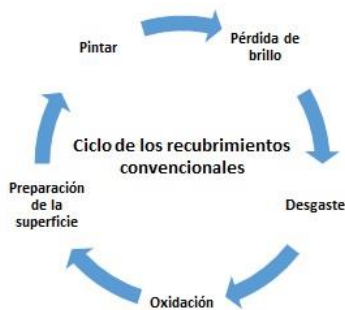 Pintar
Pérdida de
brillo
Ciclo de los recubrimientos
convencionales
Preparación
de la
superficie
Desgaste
Oxidación